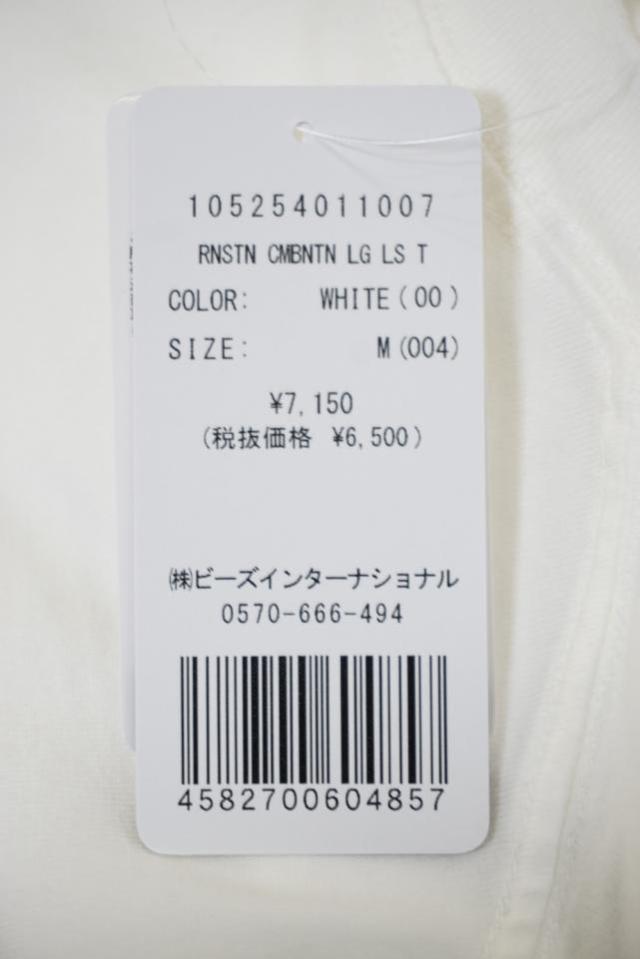 105254011007
RNSTN CMBNTN LG LS T
COLOR: WHITE(00)
SIZE: M(004)
¥7,150
(税抜価格 ¥6,500)
㈱ビーズインターナショナル
0570-666-494
4582700604857